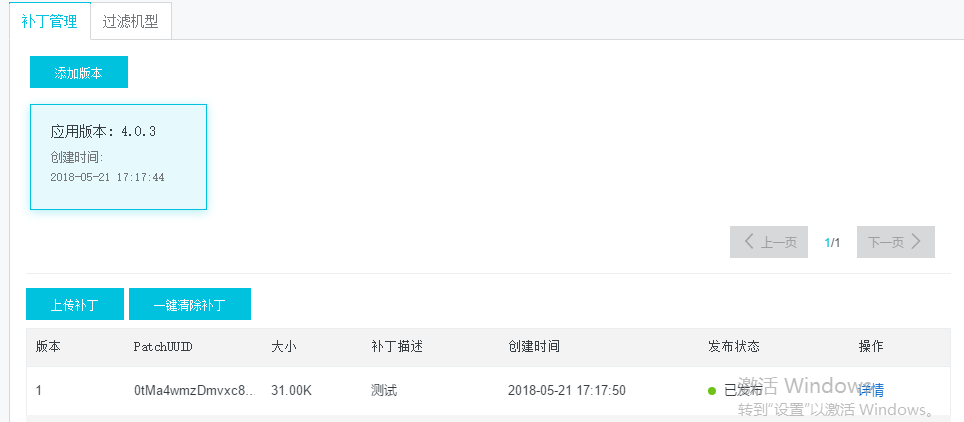 补丁管理 过滤机型
添加版本
应用版本: 4.0.3
创建时间:
2018-05-21 17:17:44
上一页 1/1 下一页
上传补丁 一键清除补丁
版本 PatchUUID 大小 补丁描述 创建时间 发布状态 操作
1 0tMa4wmzDmvxc8... 31.00K 测试 2018-05-21 17:17:50 已发布 详情
激活 Windows
转到"设置"以激活 Windows。